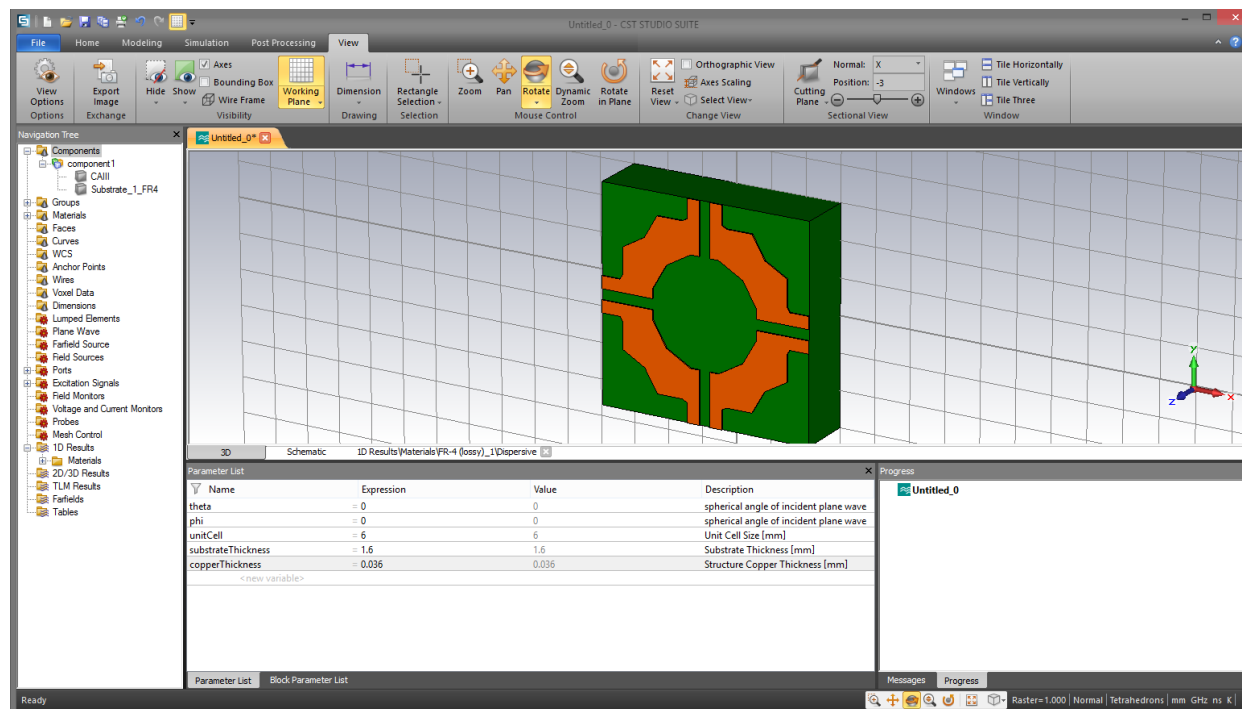 Untitled_0 - CST STUDIO SUITE
File Home Modeling Simulation Post Processing View
View Options
Export Image
Hide Show
Axes
Bounding Box
Wire Frame
Working Plane
Dimension
Rectangle Selection
Zoom Pan Rotate Dynamic Zoom Rotate in Plane
Reset View
Orthographic View
Axes Scaling
Select View
Cutting Plane
Normal: X
Position: -3
Windows
Tile Horizontally
Tile Vertically
Tile Three
Options Exchange Visibility Drawing Selection Mouse Control Change View Sectional View Window
Navigation Tree
Untitled_0*
Components
component1
CAIII
Substrate_1_FR4
Groups
Materials
Faces
Curves
WCS
Anchor Points
Wires
Voxel Data
Dimensions
Lumped Elements
Plane Wave
Farfield Source
Field Sources
Ports
Excitation Signals
Field Monitors
Voltage and Current Monitors
Probes
Mesh Control
1D Results
Materials
2D/3D Results
TLM Results
Farfields
Tables
y
x
z
3D Schematic 1D Results\Materials\FR-4 (lossy)_1\Dispersive
Parameter List
Name Expression Value Description
theta = 0 0 spherical angle of incident plane wave
phi = 0 0 spherical angle of incident plane wave
unitCell = 6 6 Unit Cell Size [mm]
substrateThickness = 1.6 1.6 Substrate Thickness [mm]
copperThickness = 0.036 0.036 Structure Copper Thickness [mm]
<new variable>
Parameter List Block Parameter List
Progress
Untitled_0
Messages Progress
Ready
Raster=1.000 Normal Tetrahedrons mm GHz ns K